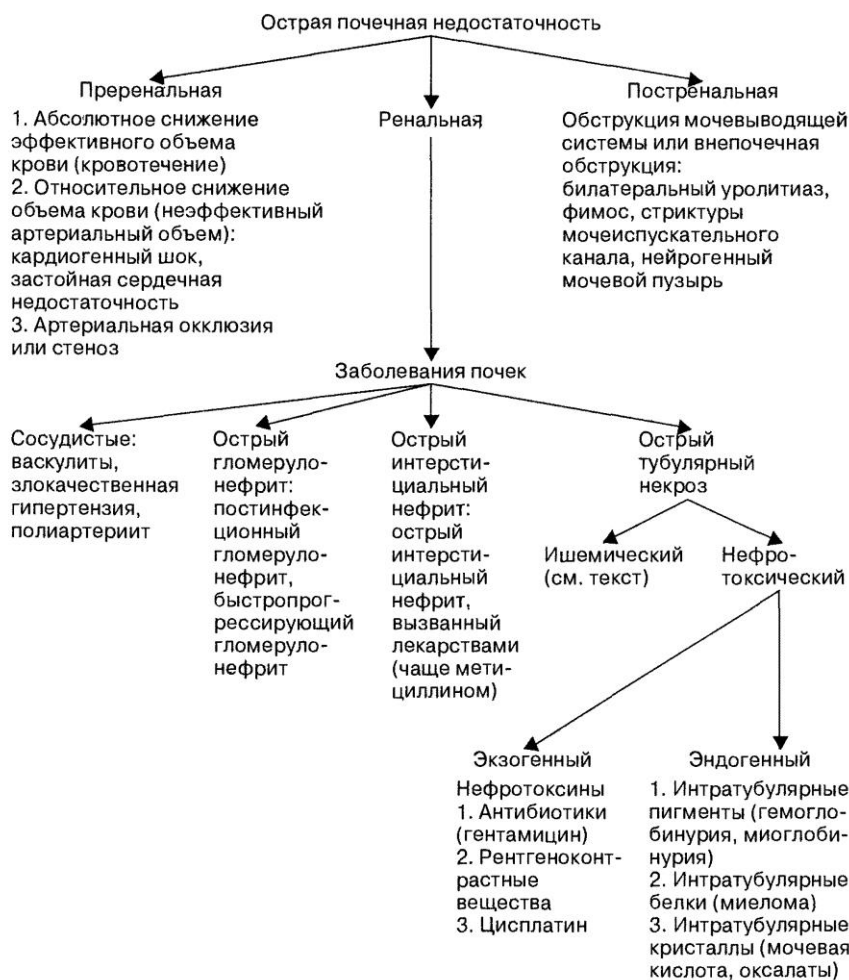 Острая почечная недостаточность
Преренальная
1. Абсолютное снижение
эффективного объема
крови (кровотечение)
2. Относительное снижение
объема крови (неэффективный
артериальный объем):
кардиогенный шок,
застойная сердечная
недостаточность
3. Артериальная окклюзия
или стеноз
Ренальная
Постренальная
Обструкция мочевыводящей
системы или внепочечная
обструкция:
билатеральный уролитиаз,
фимос, стриктуры
мочеиспускательного
канала, нейрогенный
мочевой пузырь
Заболевания почек
Сосудистые:
васкулиты,
злокачественная
гипертензия,
полиартериит
Острый
гломеруло-
нефрит:
постинфек-
ционный
гломеруло-
нефрит,
быстропрог-
рессирующий
гломеруло-
нефрит
Острый
интерсти-
циальный
нефрит:
острый
интерсти-
циальный
нефрит,
вызванный
лекарствами
(чаще мети-
циллином)
Острый
тубулярный
некроз
Ишемический
(см. текст)
Нефро-
токсический
Экзогенный
Нефротоксины
1. Антибиотики
(гентамицин)
2. Рентгеноконт-
растные
вещества
3. Цисплатин
Эндогенный
1. Интратубулярные
пигменты (гемогло-
бинурия, миоглоби-
нурия)
2. Интратубулярные
белки (миелома)
3. Интратубулярные
кристаллы (мочевая
кислота, оксалаты)